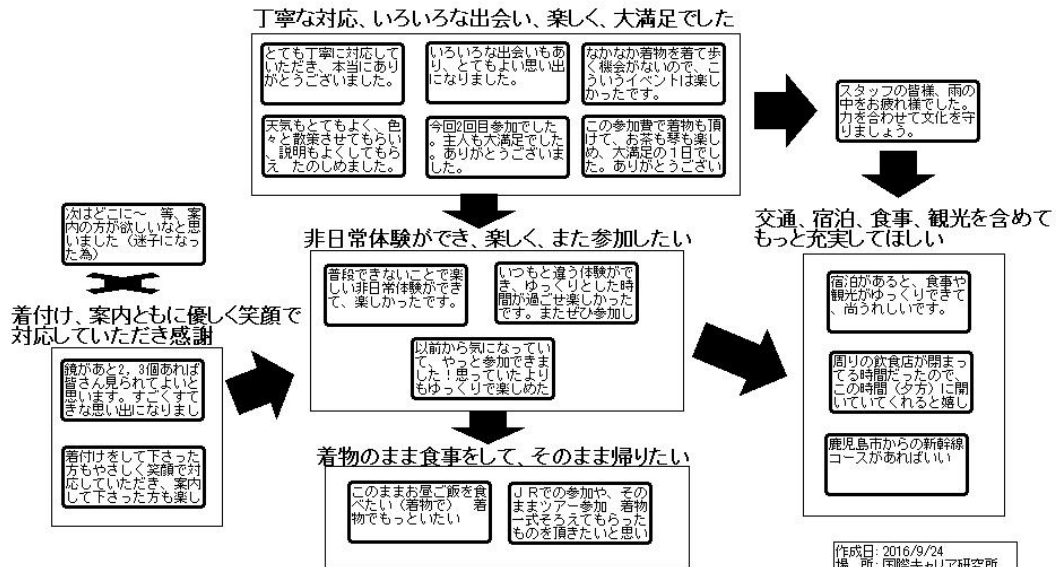 丁寧な対応、いろいろな出会い、楽しく、大満足でした
とても丁寧に対応して
いただき、本当にあり
がとうございました。
いろいろな出会いもあ
り、とてもよい思い出
になりました。
なかなか着物を着て歩
く機会がないので、こ
ういうイベントは楽し
かったです。
天気もとてもよく、色
々と散策させてもらい
、説明もよくしてもら
え　たのしめました。
今回2回目参加でした
。主人も大満足でした
。ありがとうございま
した。
この参加費で着物も頂
けて、お茶も琴も楽し
め、大満足の1日でし
た。ありがとうござい
スタッフの皆様、雨の
中をお疲れ様でした。
力を合わせて文化を守
りましょう。
次はどこに～　等、案
内の方が欲しいなと思
いました（迷子になっ
た為）
着付け、案内ともに優しく笑顔で
対応していただき感謝
鏡があと2，3個あれば
皆さん見られてよいと
思います。すごくすて
きな思い出になりまし
着付けをして下さった
方もやさしく笑顔で対
応していただき、案内
して下さった方も楽し
非日常体験ができ、楽しく、また参加したい
普段できないことで楽
しい非日常体験ができ
て、楽しかったです。
いつもと違う体験がで
き、ゆっくりとした時
間が過ごせ楽しかった
です。またぜひ参加し
以前から気になってい
て、やっと参加できま
した！思っていたより
もゆっくりで楽しめた
着物のまま食事をして、そのまま帰りたい
このままお昼ご飯を食
べたい（着物で）　着
物でもっといたい
ＪＲでの参加や、その
ままツアー参加　着物
一式そろえてもらった
ものを頂きたいと思い
交通、宿泊、食事、観光を含めて
もっと充実してほしい
宿泊があると、食事や
観光がゆっくりできて
、尚うれしいです。
周りの飲食店が閉まっ
てる時間だったので、
この時間（夕方）に開
いていてくれると嬉し
鹿児島市からの新幹線
コースがあればいい
作成日: 2016/9/24
場　所: 国際キャリア研究所